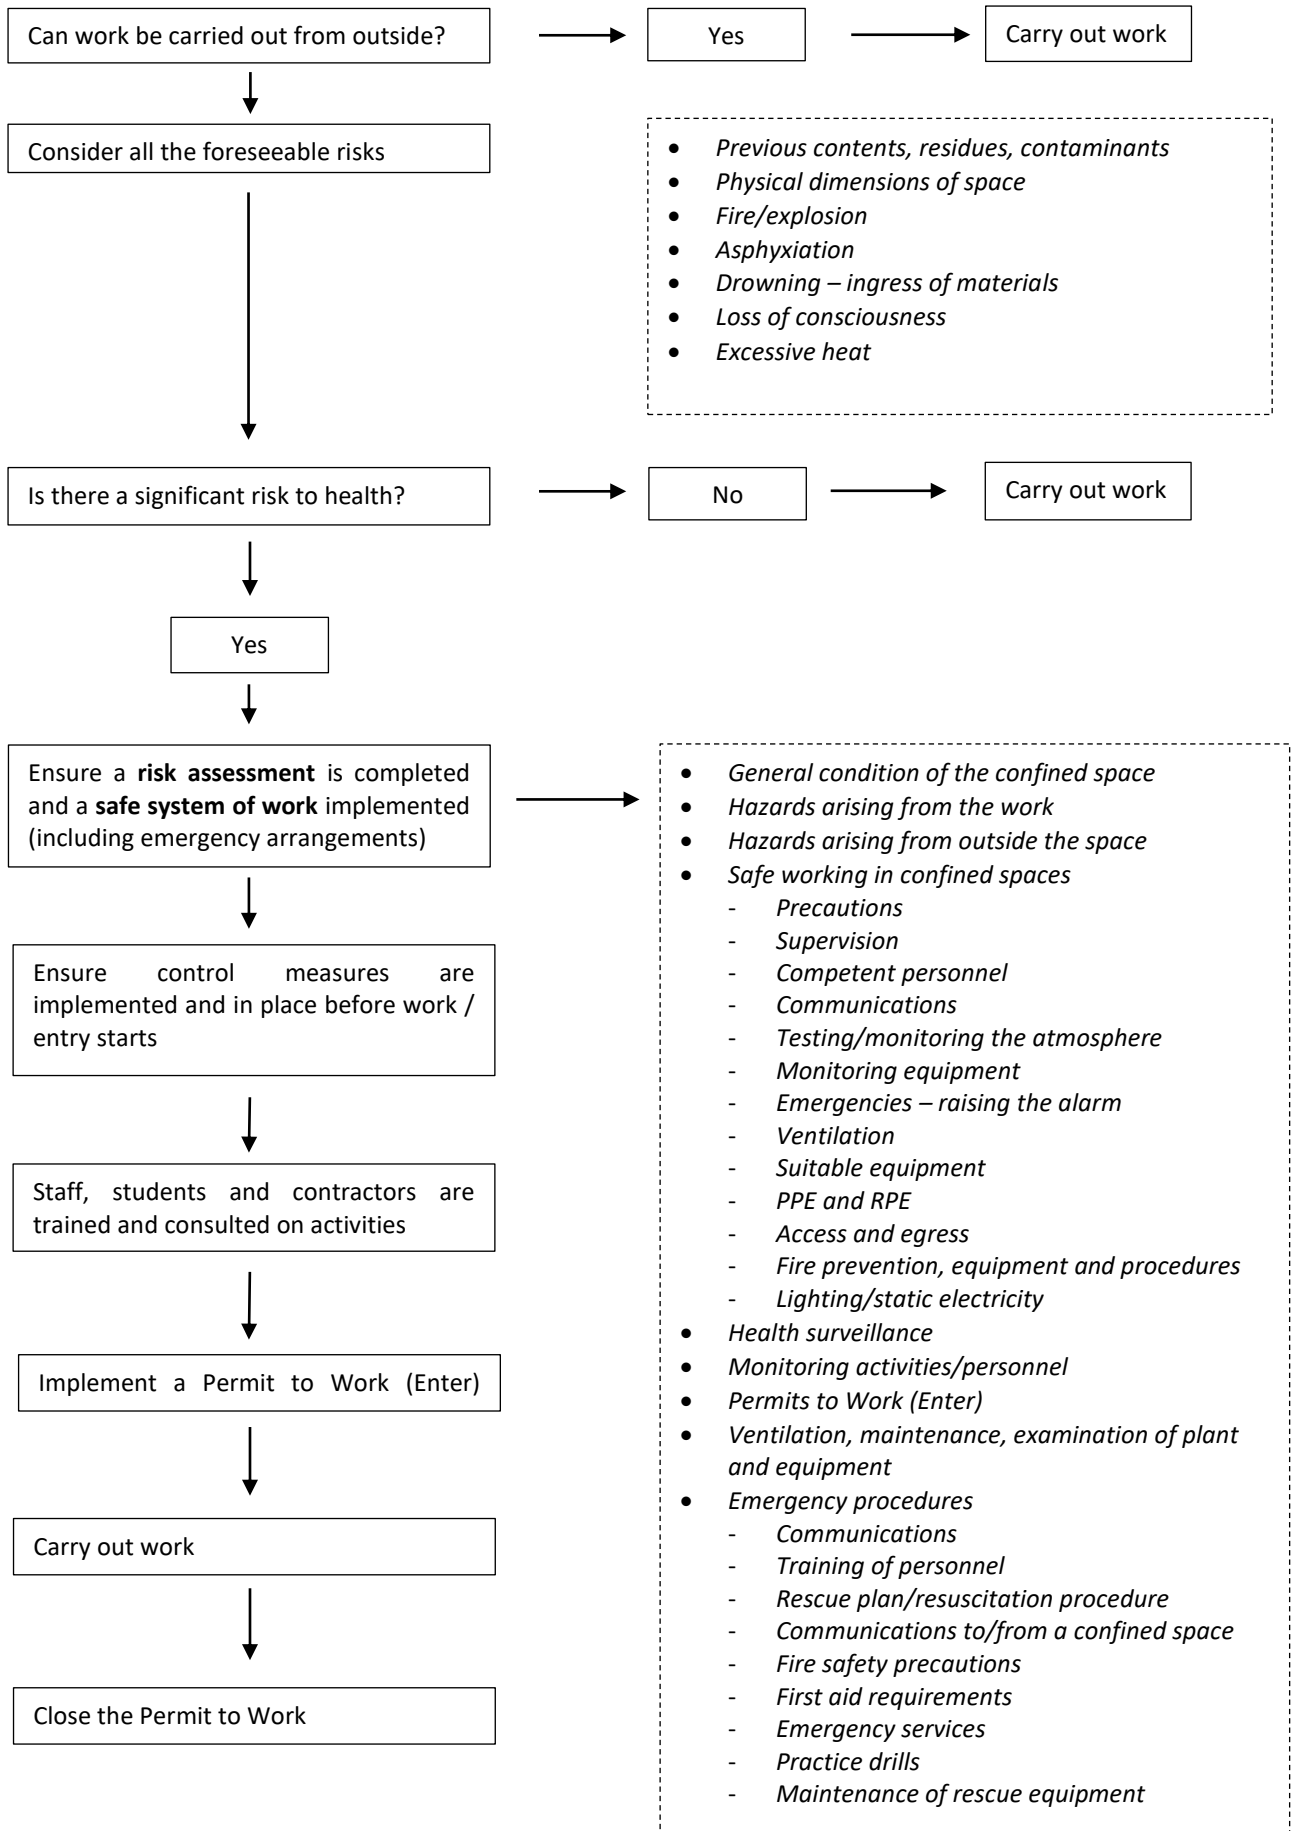 Can work be carried out from outside?
Yes
Carry out work
Consider all the foreseeable risks
• Previous contents, residues, contaminants
• Physical dimensions of space
• Fire/explosion
• Asphyxiation
• Drowning – ingress of materials
• Loss of consciousness
• Excessive heat
Is there a significant risk to health?
No
Carry out work
Yes
Ensure a risk assessment is completed
and a safe system of work implemented
(including emergency arrangements)
Ensure control measures are
implemented and in place before work /
entry starts
Staff, students and contractors are
trained and consulted on activities
Implement a Permit to Work (Enter)
Carry out work
Close the Permit to Work
• General condition of the confined space
• Hazards arising from the work
• Hazards arising from outside the space
• Safe working in confined spaces
- Precautions
- Supervision
- Competent personnel
- Communications
- Testing/monitoring the atmosphere
- Monitoring equipment
- Emergencies – raising the alarm
- Ventilation
- Suitable equipment
- PPE and RPE
- Access and egress
- Fire prevention, equipment and procedures
- Lighting/static electricity
• Health surveillance
• Monitoring activities/personnel
• Permits to Work (Enter)
• Ventilation, maintenance, examination of plant
and equipment
• Emergency procedures
- Communications
- Training of personnel
- Rescue plan/resuscitation procedure
- Communications to/from a confined space
- Fire safety precautions
- First aid requirements
- Emergency services
- Practice drills
- Maintenance of rescue equipment